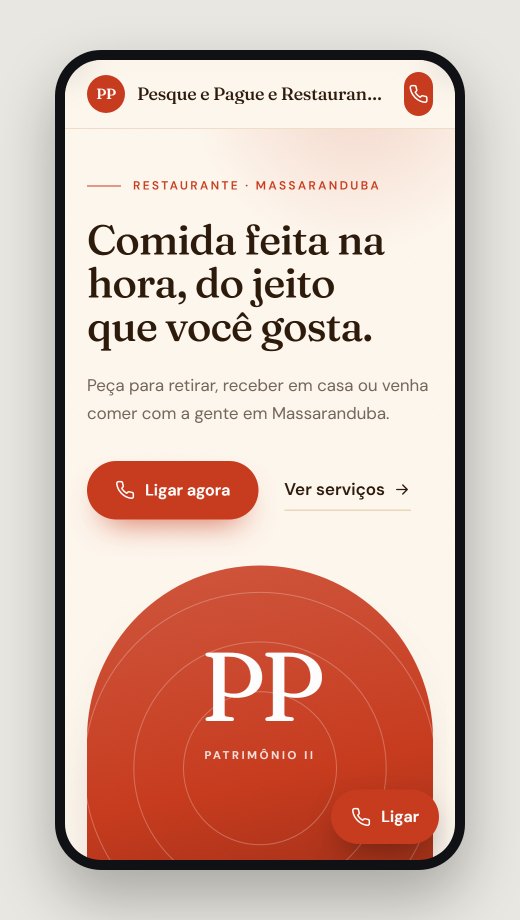 PP Pesque e Pague e Restauran...
RESTAURANTE · MASSARANDUBA
Comida feita na
hora, do jeito
que você gosta.
Peça para retirar, receber em casa ou venha
comer com a gente em Massaranduba.
Ligar agora
Ver serviços →
PP
PATRIMÔNIO II
Ligar